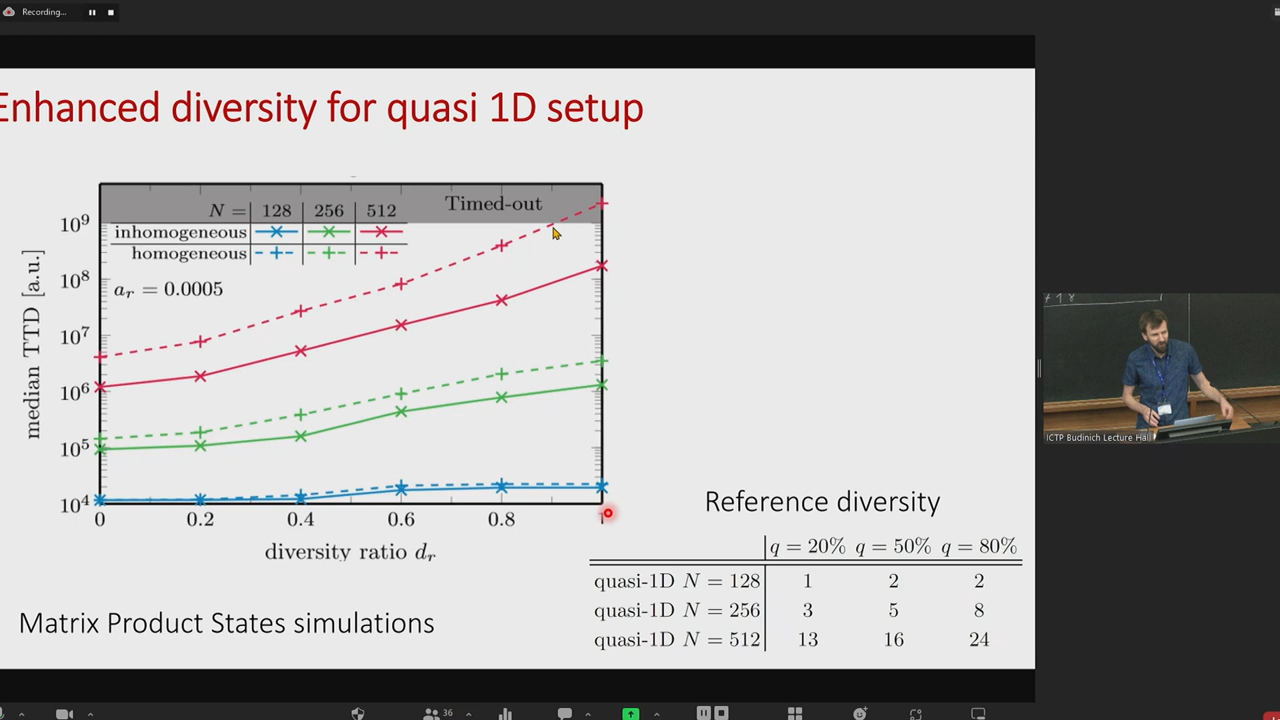 Recording...
Enhanced diversity for quasi 1D setup
Timed-out
N = 128 256 512
inhomogeneous
homogeneous
a_r = 0.0005
10^9
10^8
10^7
10^6
10^5
10^4
median TTD [a.u.]
0 0.2 0.4 0.6 0.8
diversity ratio d_r
Matrix Product States simulations
Reference diversity
q = 20% q = 50% q = 80%
quasi-1D N = 128 1 2 2
quasi-1D N = 256 3 5 8
quasi-1D N = 512 13 16 24
ICTP Budinich Lecture Hall
36